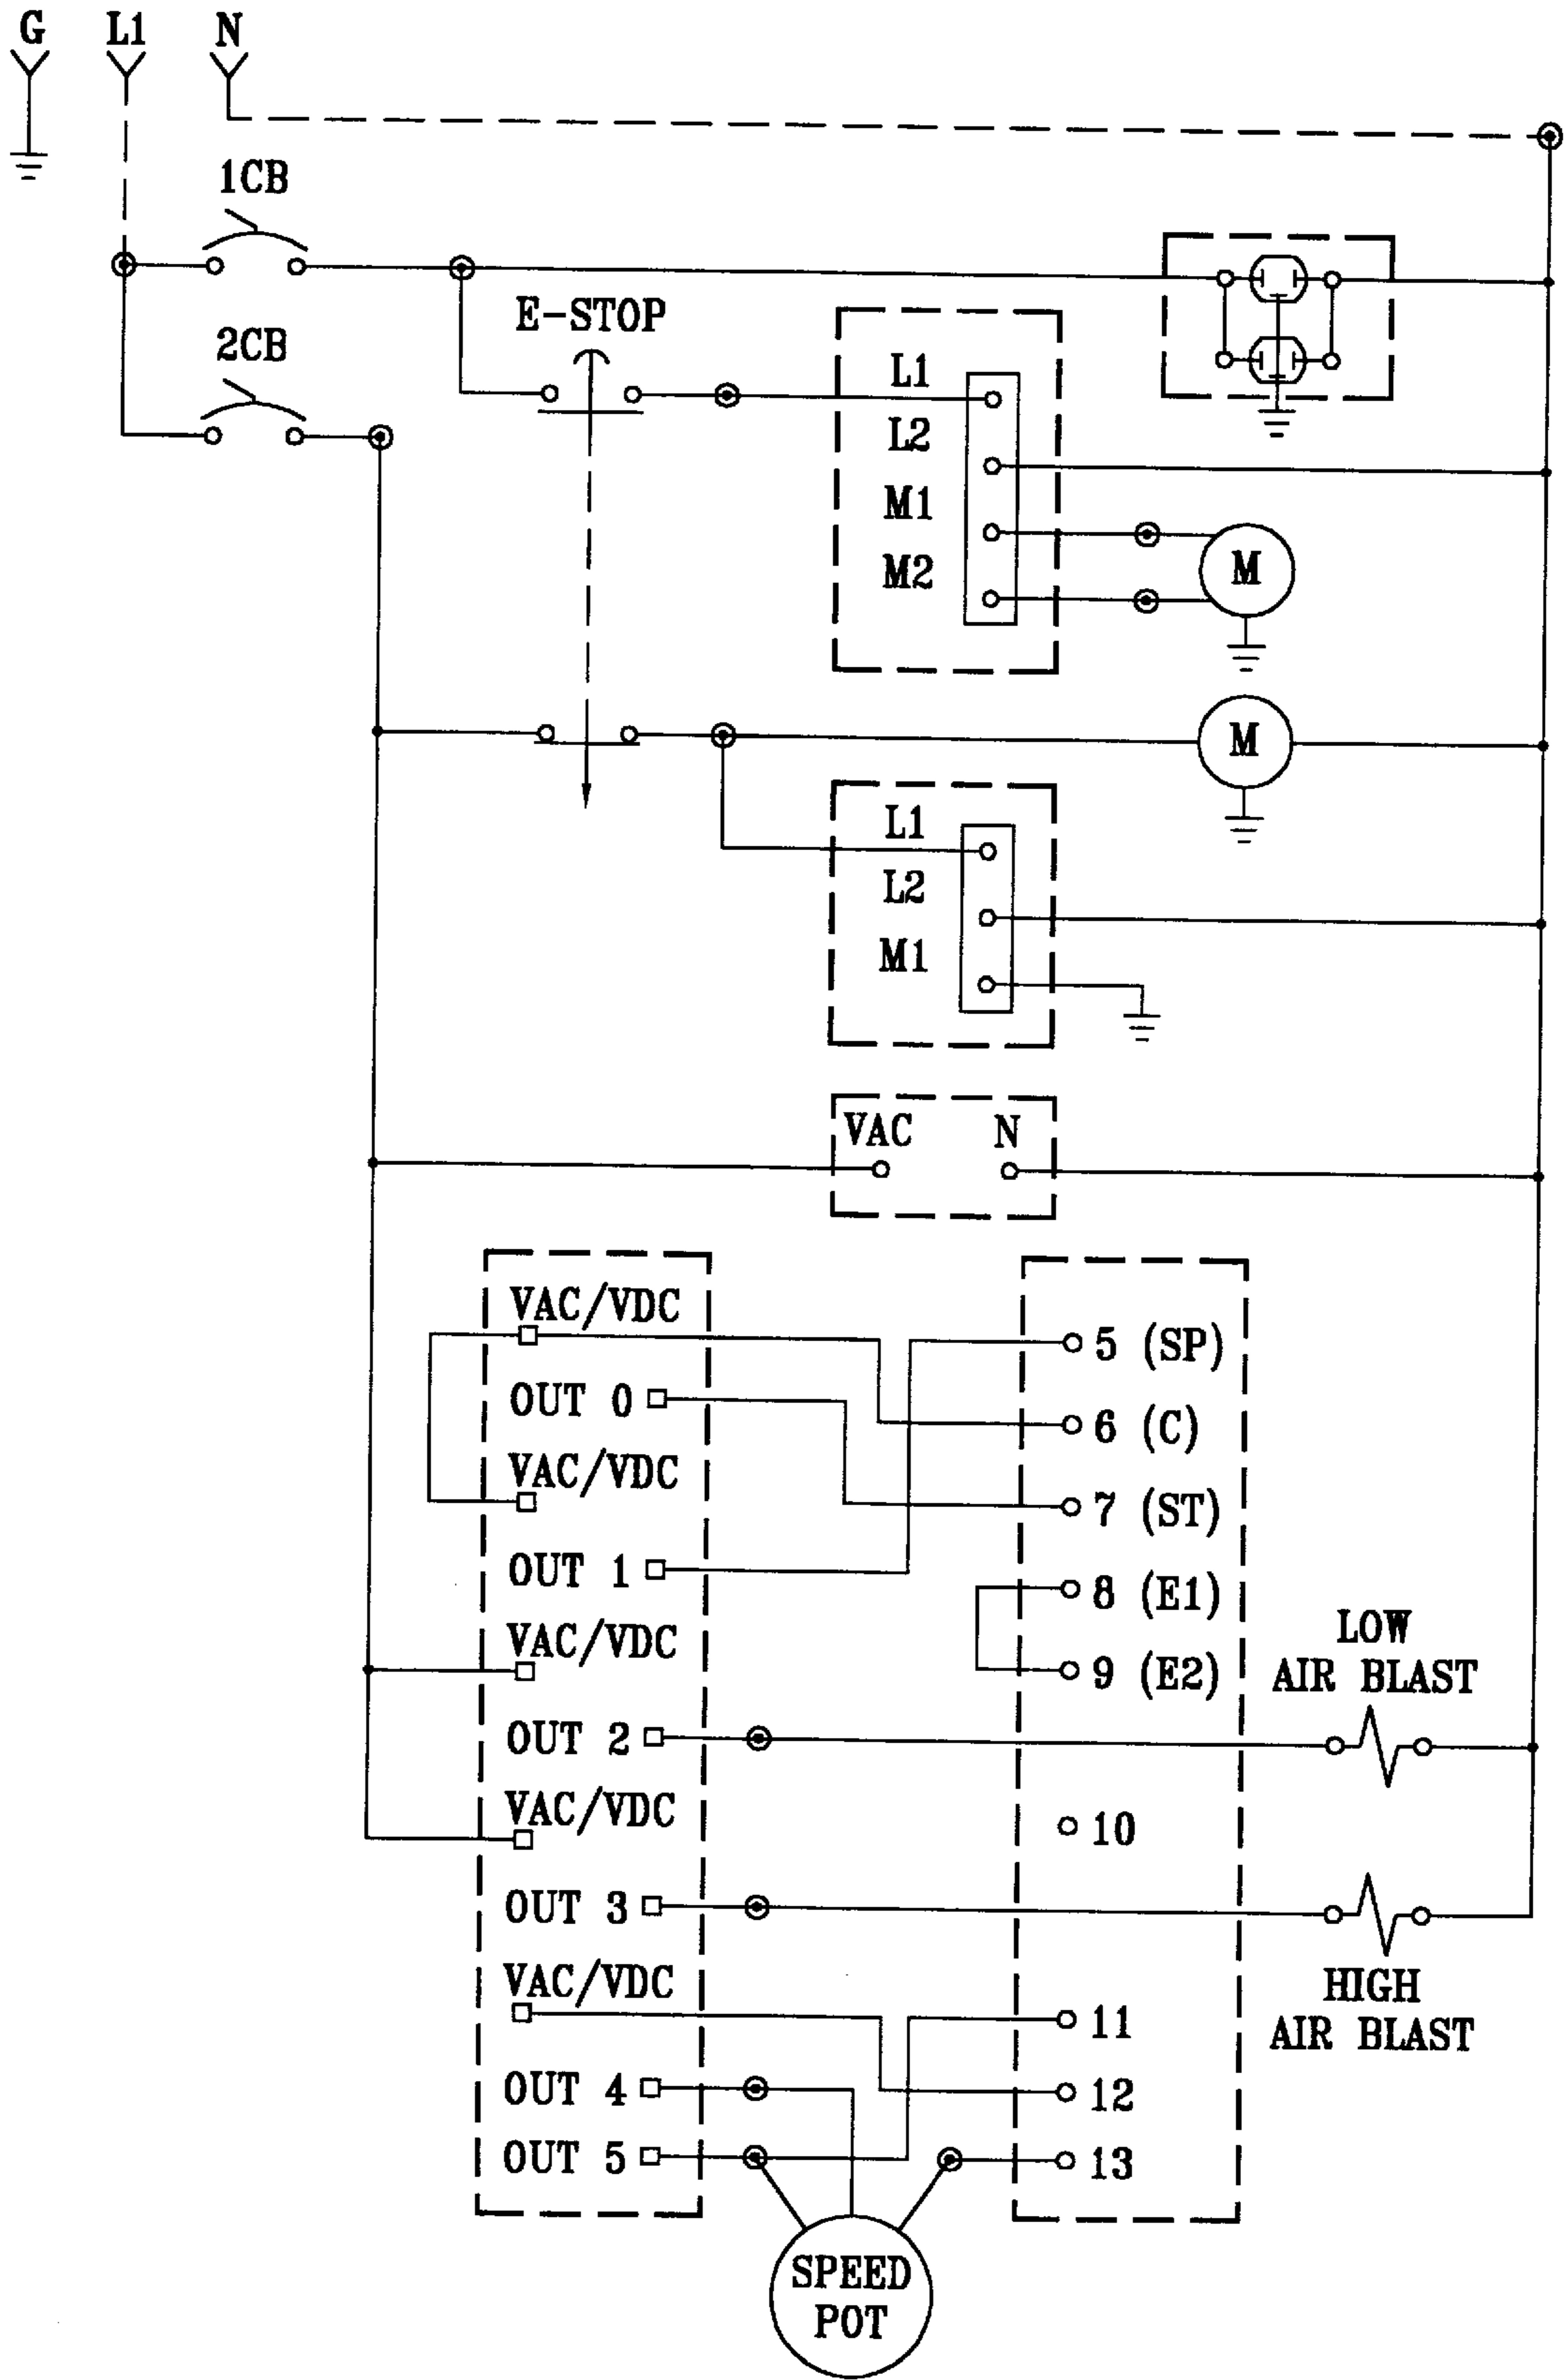 G L1 N
1CB
E-STOP
2CB
L1
L2
M1
M2
M
M
L1
L2
M1
VAC N
VAC/VDC
5 (SP)
OUT 0
6 (C)
VAC/VDC
7 (ST)
OUT 1
8 (E1)
VAC/VDC
9 (E2)
LOW
AIR BLAST
OUT 2
VAC/VDC
10
OUT 3
HIGH
AIR BLAST
VAC/VDC
11
OUT 4
12
OUT 5
13
SPEED
POT